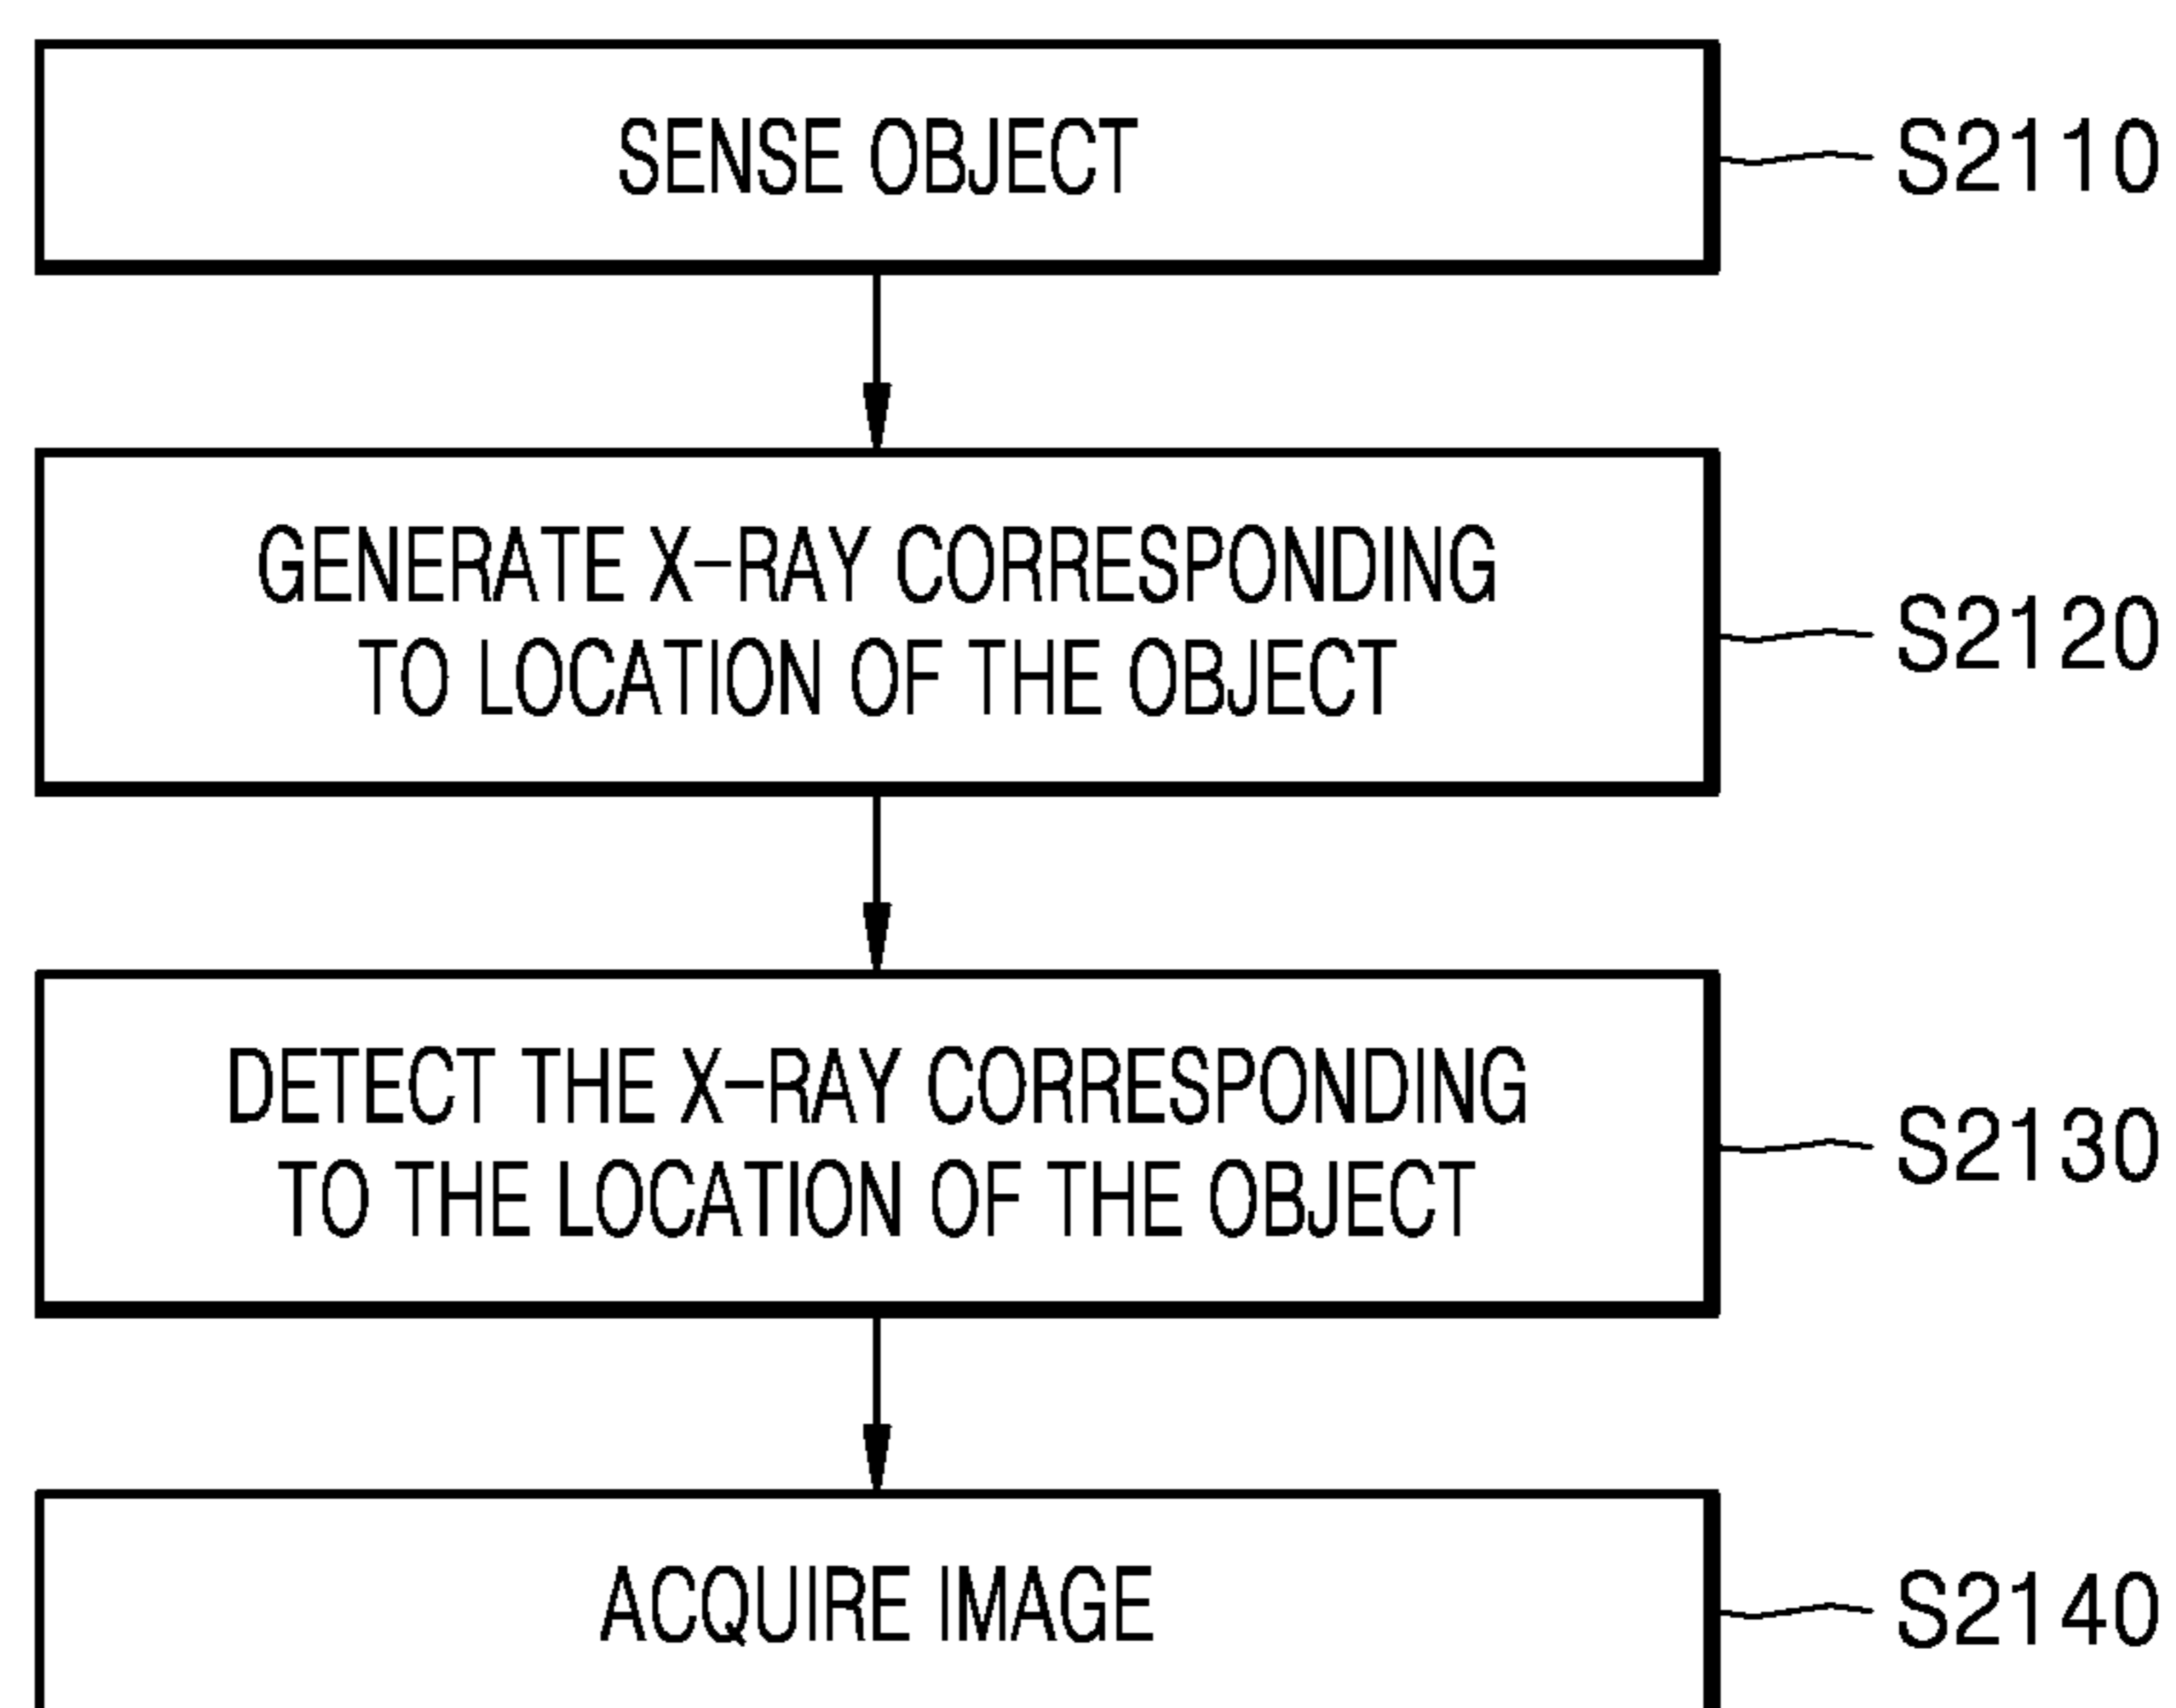 SENSE OBJECT
S2110
GENERATE X-RAY CORRESPONDING
TO LOCATION OF THE OBJECT
S2120
DETECT THE X-RAY CORRESPONDING
TO THE LOCATION OF THE OBJECT
S2130
ACQUIRE IMAGE
S2140